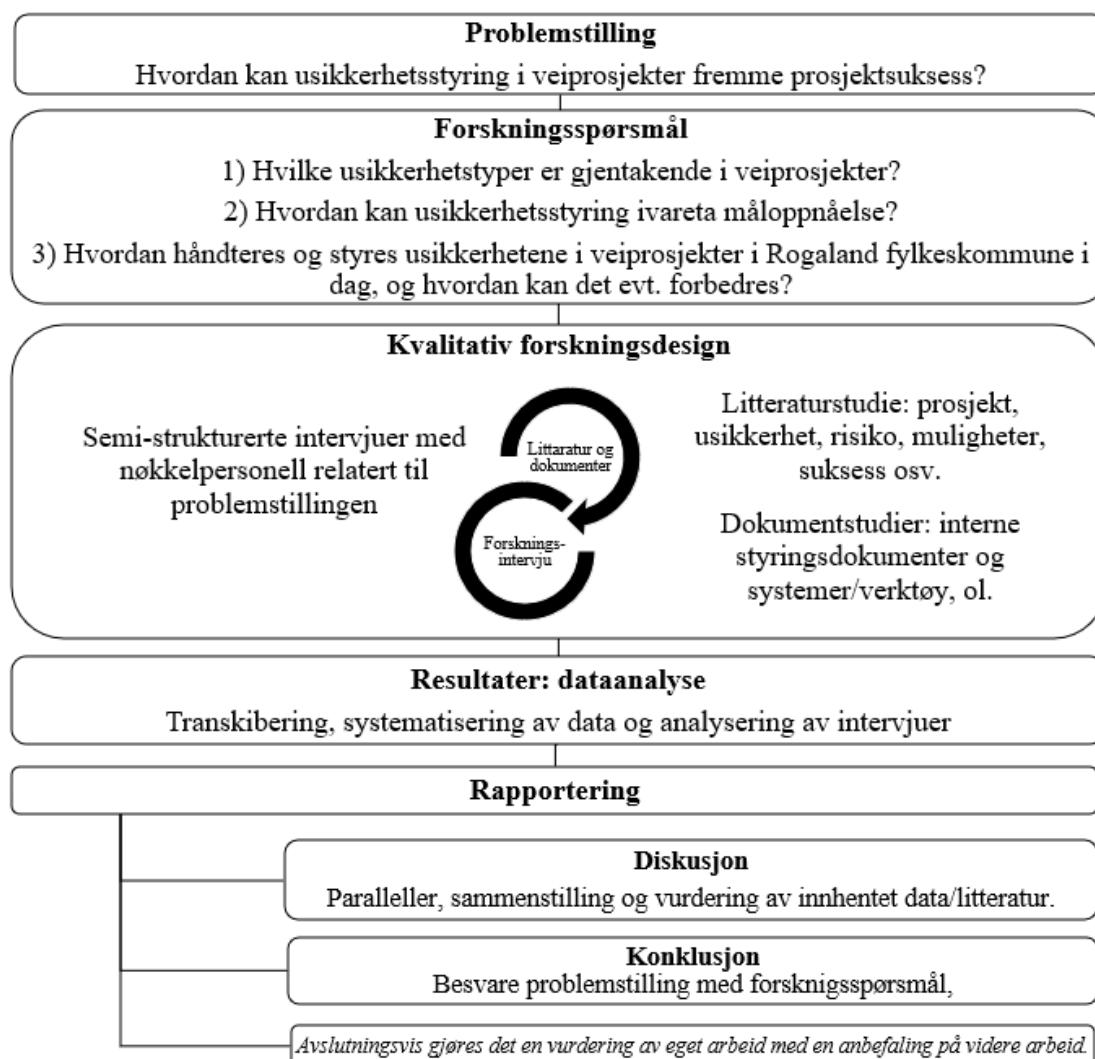 Problemstilling
Hvordan kan usikkerhetsstyring i veiprosjekter fremme prosjektsuksess?
Forskningsspørsmål
1) Hvilke usikkerhetstyper er gjentakende i veiprosjekter?
2) Hvordan kan usikkerhetsstyring ivareta måloppnåelse?
3) Hvordan håndteres og styres usikkerhetene i veiprosjekter i Rogaland fylkeskommune i
dag, og hvordan kan det evt. forbedres?
Kvalitativ forskningsdesign
Semi-strukturerte intervjuer med
nøkkelpersonell relatert til
problemstillingen
Littaratur og
dokumenter
Forsknings-
intervju
Litteraturstudie: prosjekt,
usikkerhet, risiko, muligheter,
suksess osv.
Dokumentstudier: interne
styringsdokumenter og
systemer/verktøy, ol.
Resultater: dataanalyse
Transkibering, systematisering av data og analysering av intervjuer
Rapportering
Diskusjon
Paralleller, sammenstilling og vurdering av innhentet data/litteratur.
Konklusjon
Besvare problemstilling med forsknigsspørsmål,
Avslutningsvis gjøres det en vurdering av eget arbeid med en anbefaling på videre arbeid.